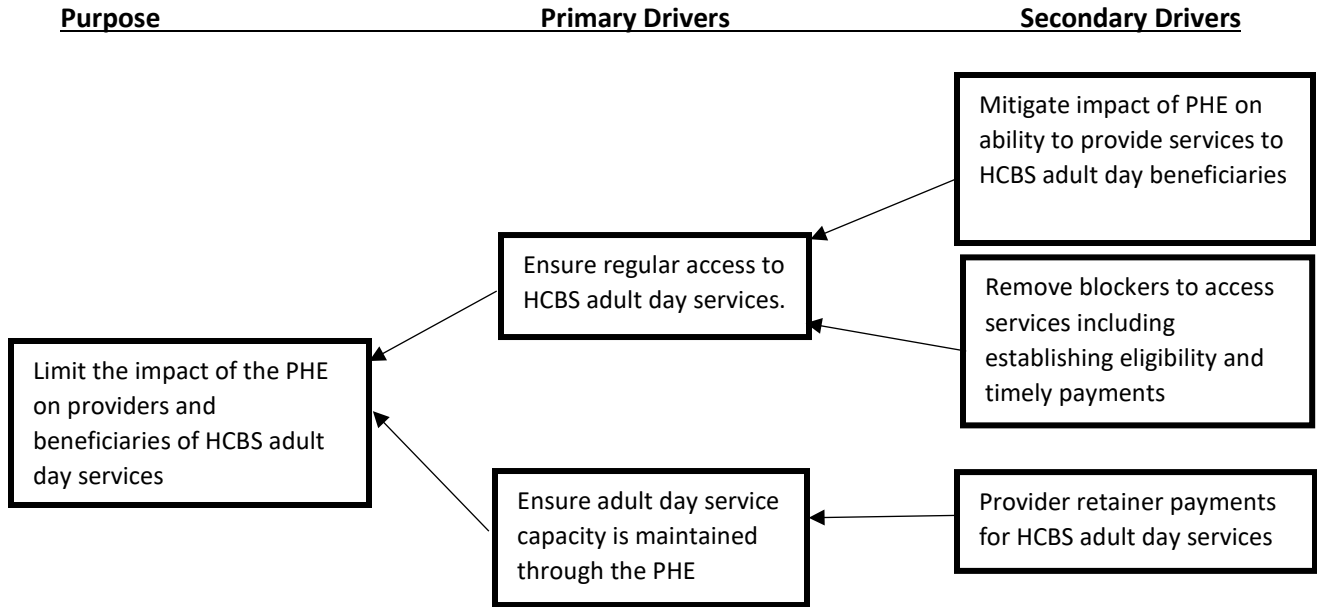 Purpose Primary Drivers Secondary Drivers
Mitigate impact of PHE on
ability to provide services to
HCBS adult day beneficiaries
Ensure regular access to
HCBS adult day services.
Remove blockers to access
services including
establishing eligibility and
timely payments
Limit the impact of the PHE
on providers and
beneficiaries of HCBS adult
day services
Ensure adult day service
capacity is maintained
through the PHE
Provider retainer payments
for HCBS adult day services